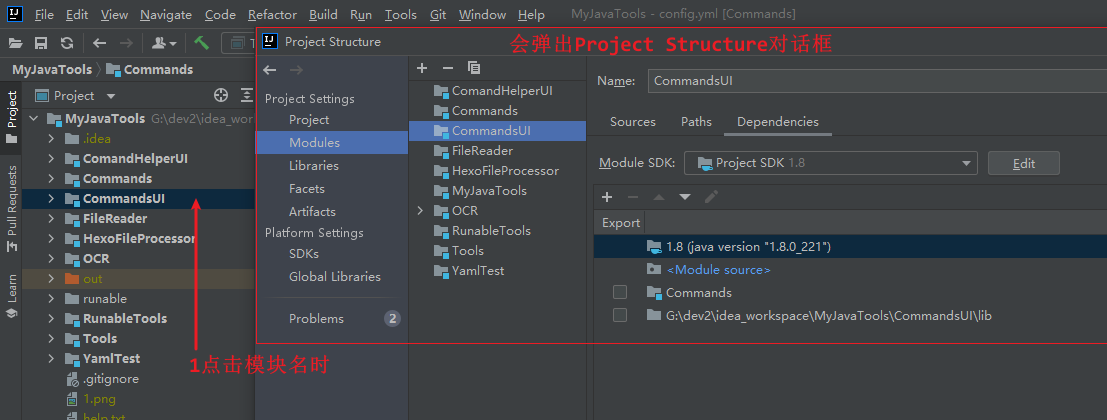 File Edit View Navigate Code Refactor Build Run Tools Git Window Help MyJavaTools - config.yml [Commands]
Project Structure
会弹出Project Structure对话框
MyJavaTools Commands
Project
Pull Requests
Learn
Project
MyJavaTools G:\dev2\idea_wor
.idea
ComandHelperUI
Commands
CommandsUI
FileReader
HexoFileProcessor
OCR
out
runable
RunableTools
Tools
YamlTest
.gitignore
1.png
help.txt
1点击模块名时
Project Settings
Project
Modules
Libraries
Facets
Artifacts
Platform Settings
SDKs
Global Libraries
Problems 2
ComandHelperUI
Commands
CommandsUI
FileReader
HexoFileProcessor
MyJavaTools
OCR
RunableTools
Tools
YamlTest
Name: CommandsUI
Sources Paths Dependencies
Module SDK: Project SDK 1.8 Edit
Export
1.8 (java version "1.8.0_221")
<Module source>
Commands
G:\dev2\idea_workspace\MyJavaTools\CommandsUI\lib